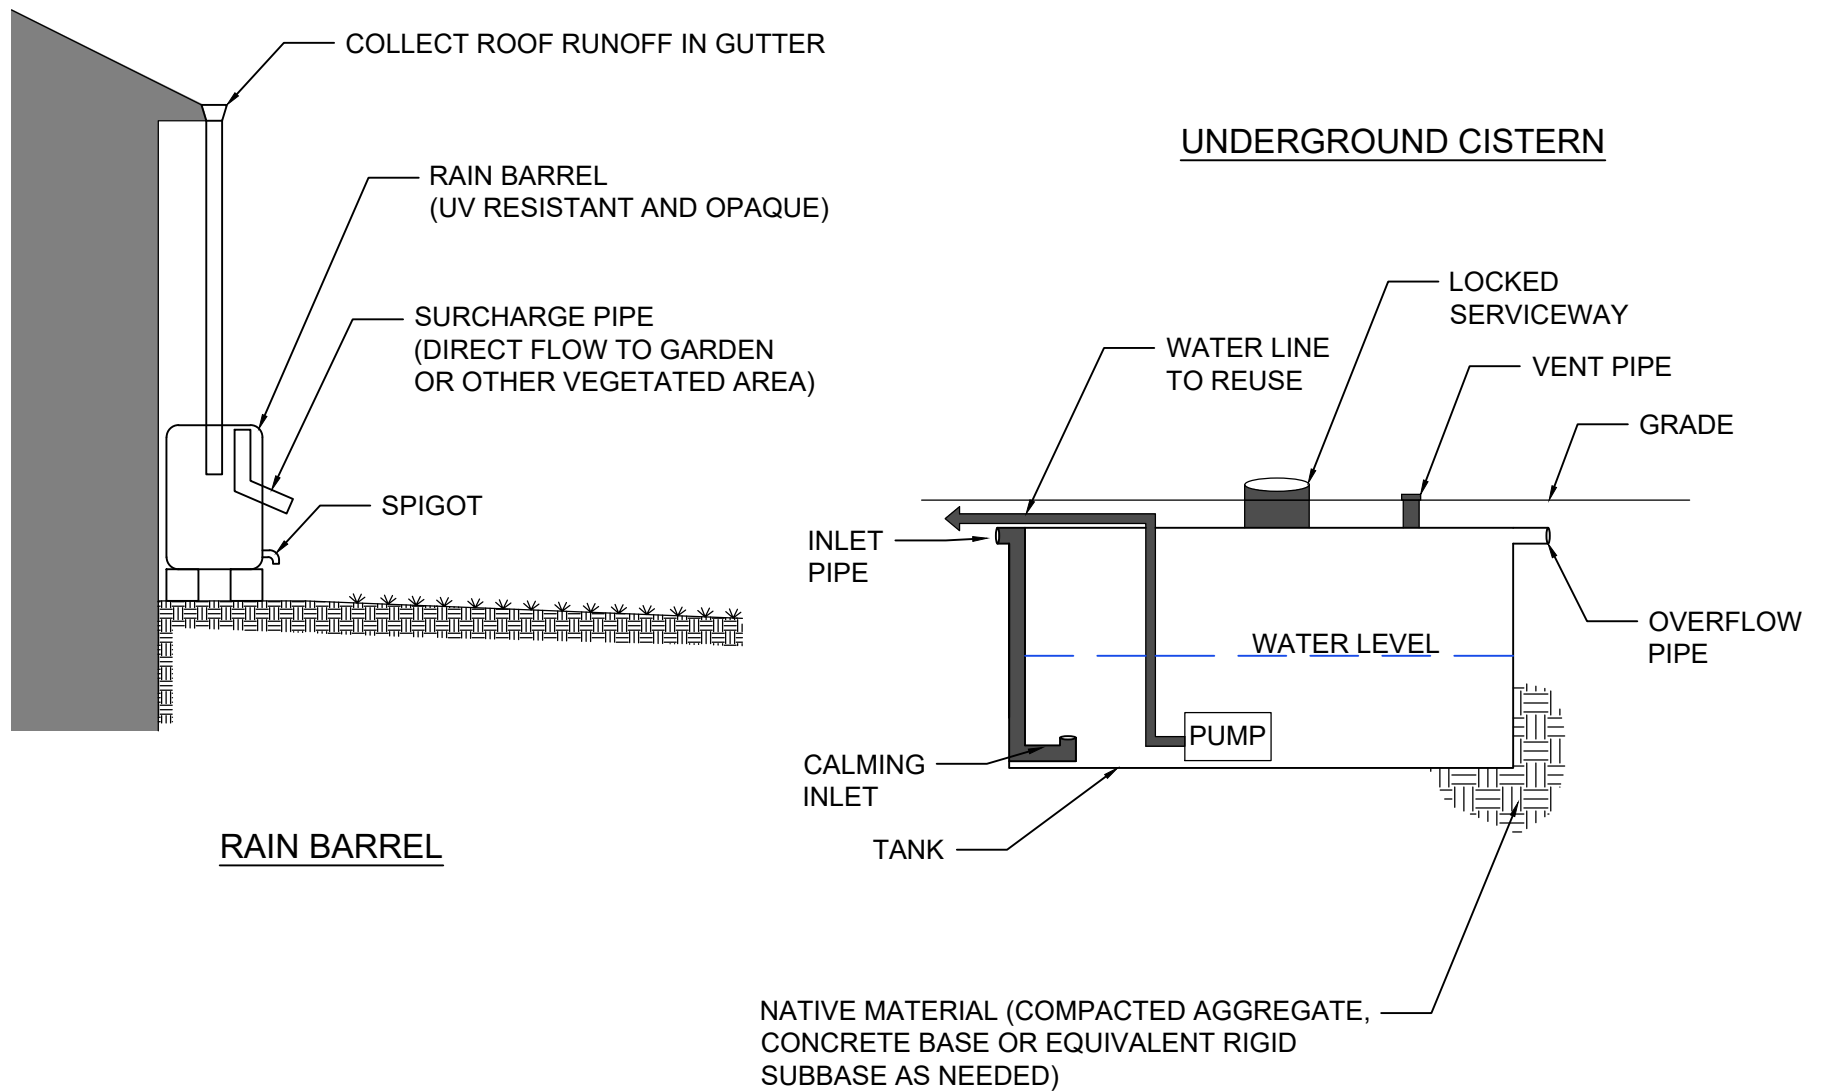 COLLECT ROOF RUNOFF IN GUTTER
RAIN BARREL
(UV RESISTANT AND OPAQUE)
SURCHARGE PIPE
(DIRECT FLOW TO GARDEN
OR OTHER VEGETATED AREA)
SPIGOT
RAIN BARREL
UNDERGROUND CISTERN
LOCKED
SERVICEWAY
WATER LINE
TO REUSE
VENT PIPE
GRADE
INLET
PIPE
OVERFLOW
PIPE
WATER LEVEL
PUMP
CALMING
INLET
TANK
NATIVE MATERIAL (COMPACTED AGGREGATE,
CONCRETE BASE OR EQUIVALENT RIGID
SUBBASE AS NEEDED)